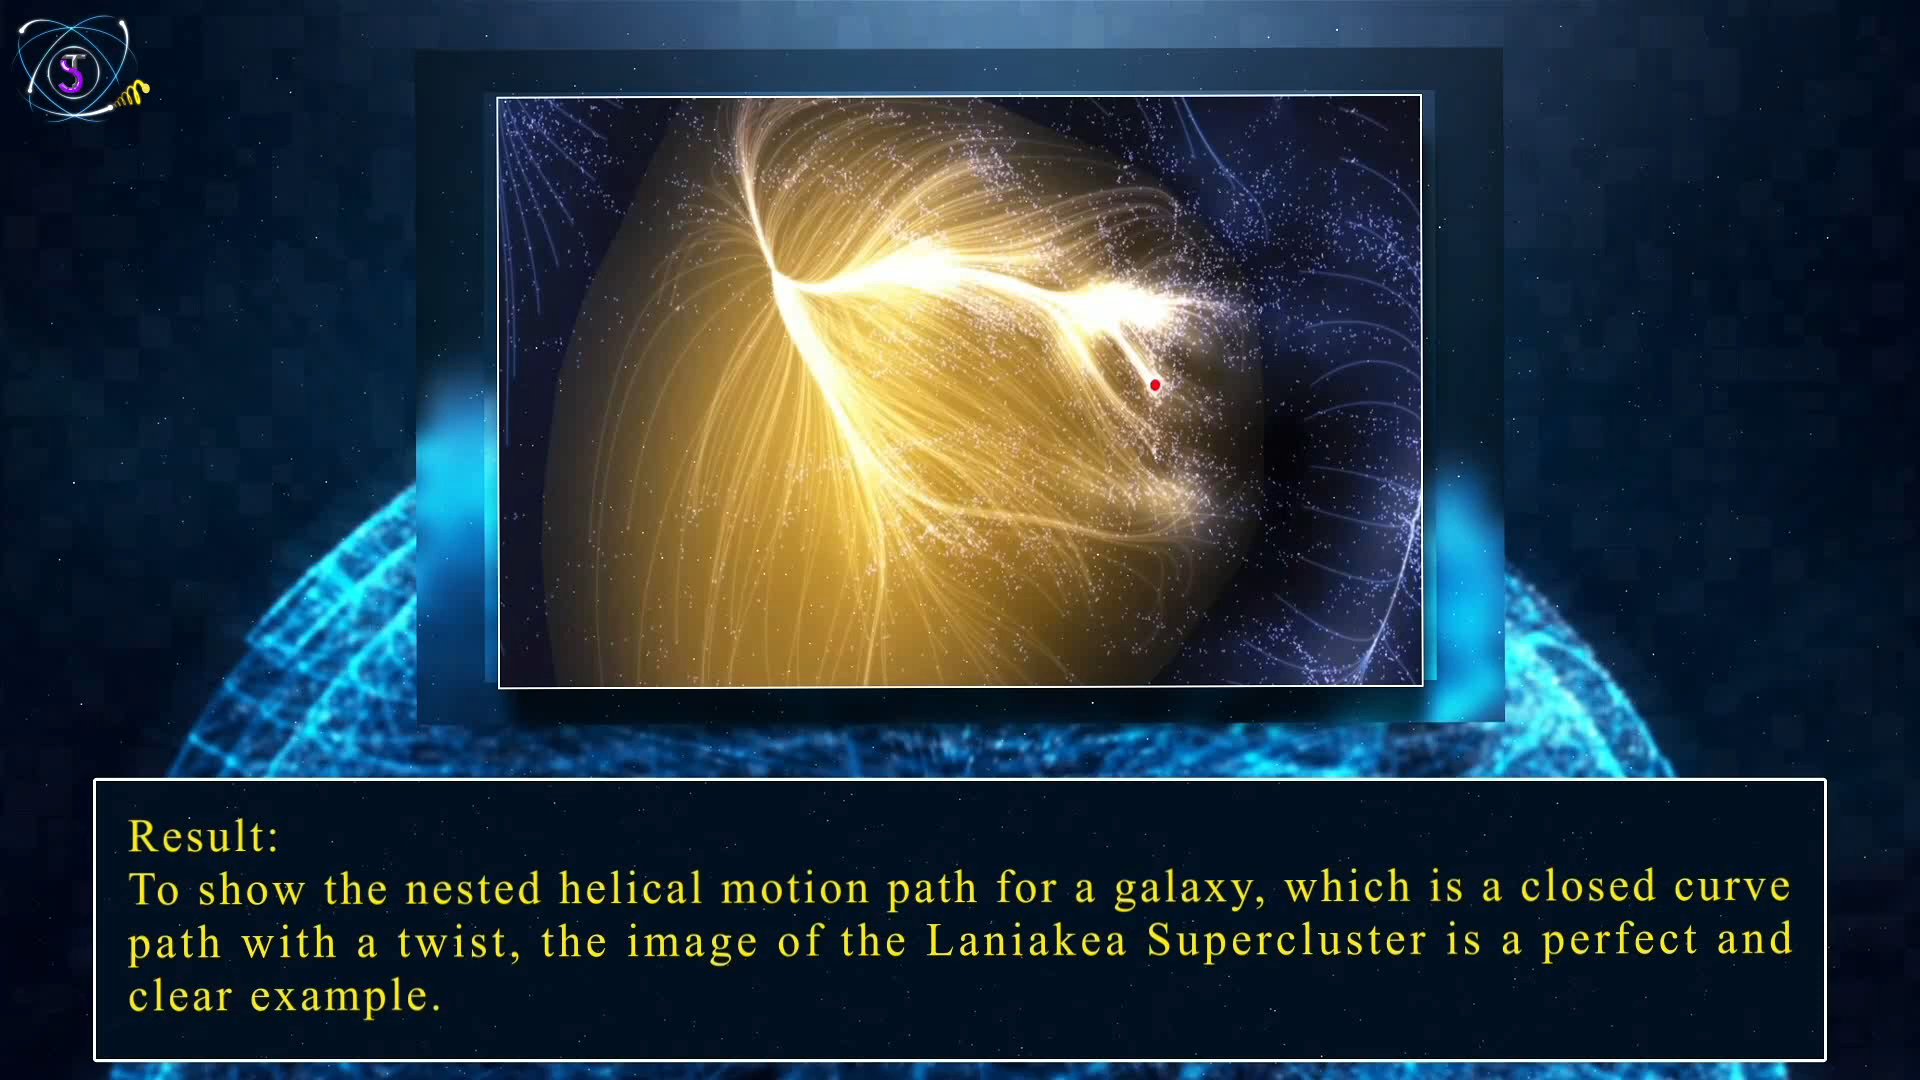 ST
Result:
To show the nested helical motion path for a galaxy, which is a closed curve
path with a twist, the image of the Laniakea Supercluster is a perfect and
clear example.